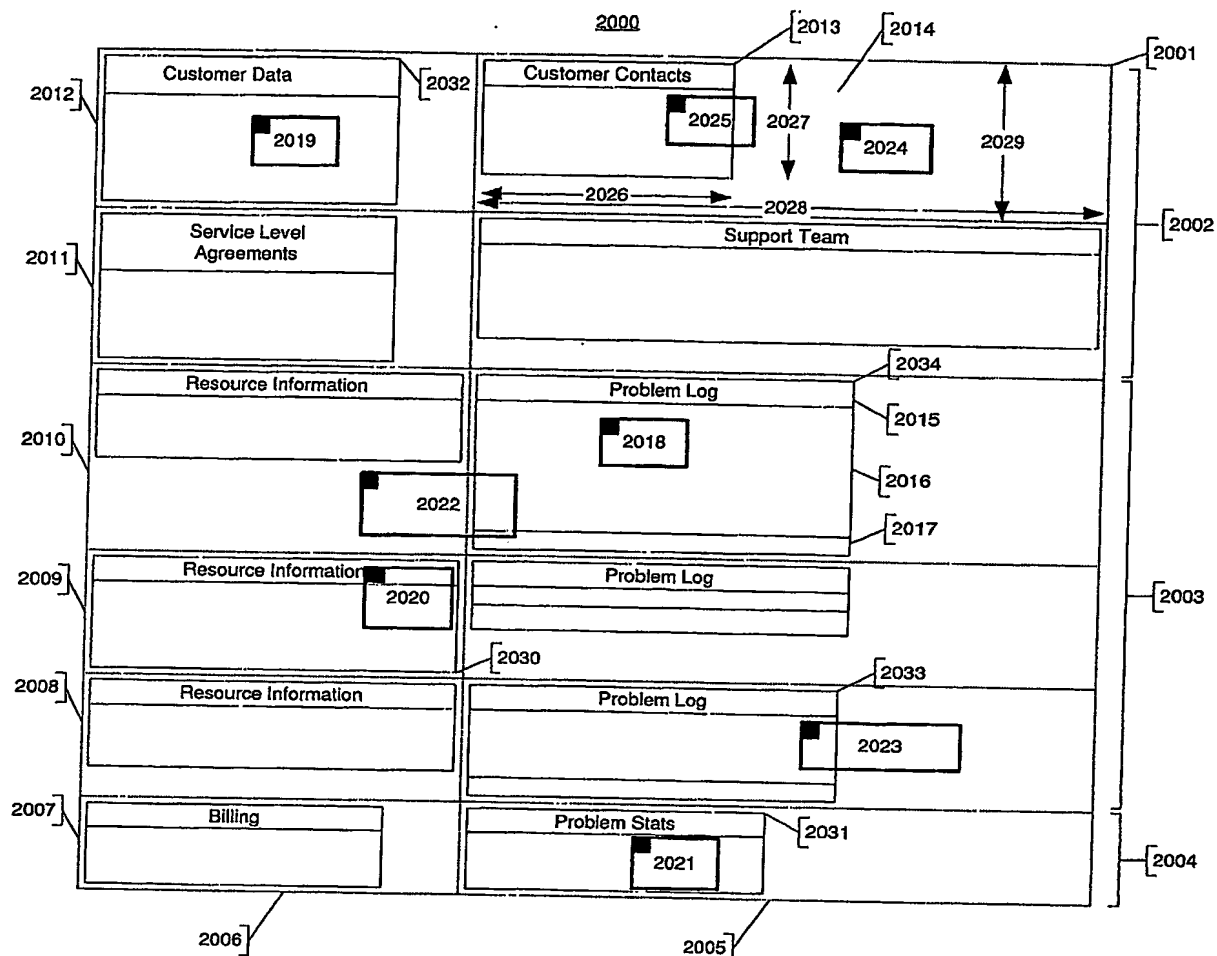 2000
2013
2014
2001
Customer Data
2032
Customer Contacts
2012
2019
2025
2027
2024
2029
2026
2028
2002
Service Level
Agreements
Support Team
2011
Resource Information
Problem Log
2034
2015
2018
2010
2016
2022
2017
Resource Information
Problem Log
2009
2020
2003
2030
2008
Resource Information
Problem Log
2033
2023
2007
Billing
Problem Stats
2031
2021
2004
2006
2005